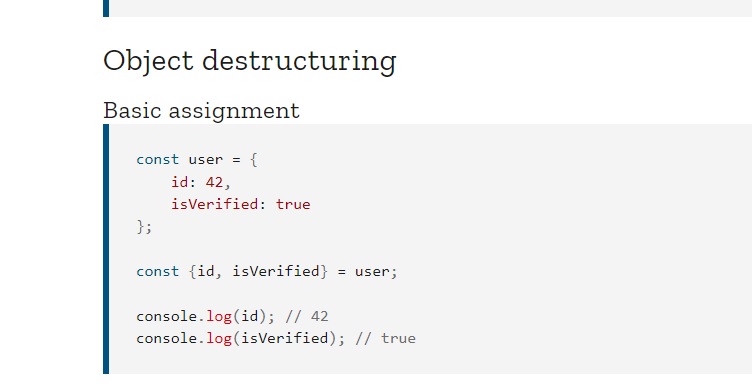 Object destructuring
Basic assignment
const user = {
    id: 42,
    isVerified: true
};
const {id, isVerified} = user;
console.log(id); // 42
console.log(isVerified); // true